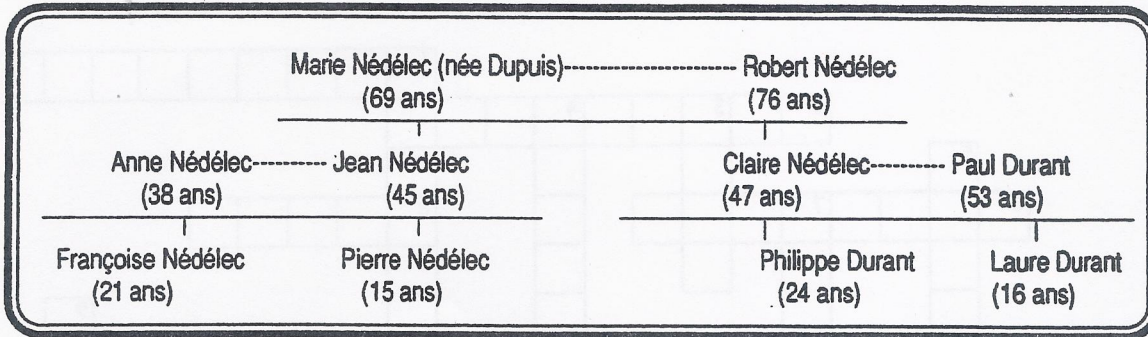 Marie Nédélec (née Dupuis)----------------------- Robert Nédélec
(69 ans) (76 ans)
Anne Nédélec--------- Jean Nédélec Claire Nédélec---------- Paul Durant
(38 ans) (45 ans) (47 ans) (53 ans)
Françoise Nédélec Pierre Nédélec Philippe Durant Laure Durant
(21 ans) (15 ans) (24 ans) (16 ans)